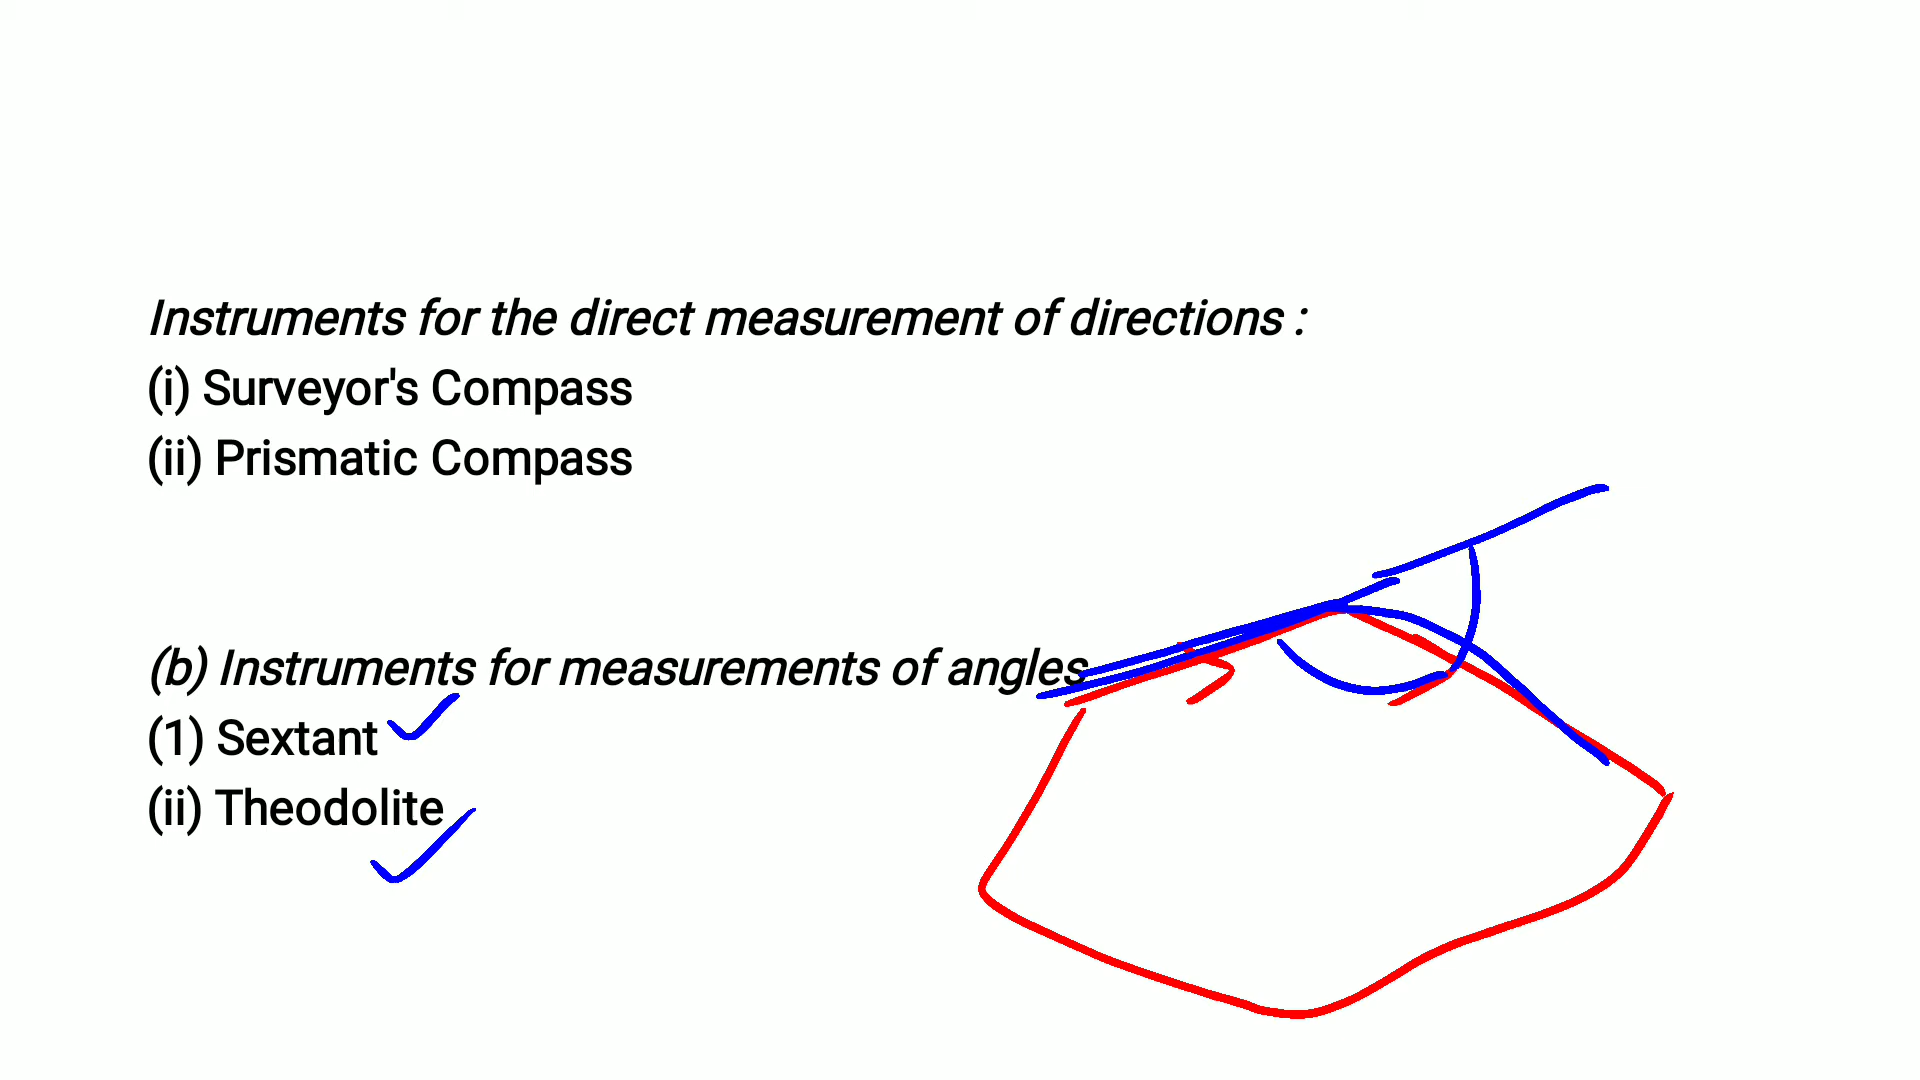 Instruments for the direct measurement of directions :
(i) Surveyor's Compass
(ii) Prismatic Compass
(b) Instruments for measurements of angles
(1) Sextant
(ii) Theodolite